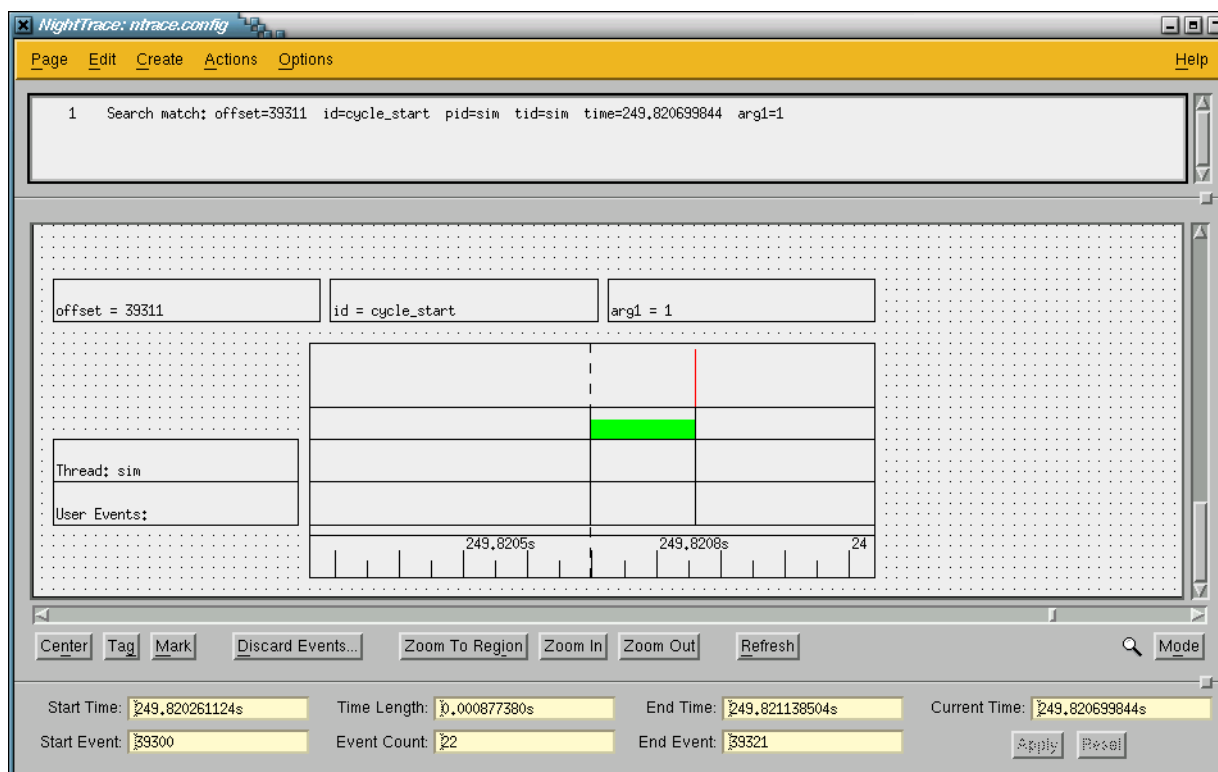 NightTrace: ntrace.config
Page Edit Create Actions Options Help
1 Search match: offset=39311 id=cycle_start pid=sim tid=sim time=249.820699844 arg1=1
offset = 39311 id = cycle_start arg1 = 1
Thread: sim
User Events:
249.8205s 249.8208s 24
Center Tag Mark Discard Events... Zoom To Region Zoom In Zoom Out Refresh Mode
Start Time: 249.820261124s Time Length: 0.000877380s End Time: 249.821138504s Current Time: 249.820699844s
Start Event: 39300 Event Count: 22 End Event: 39321 Apply Reset